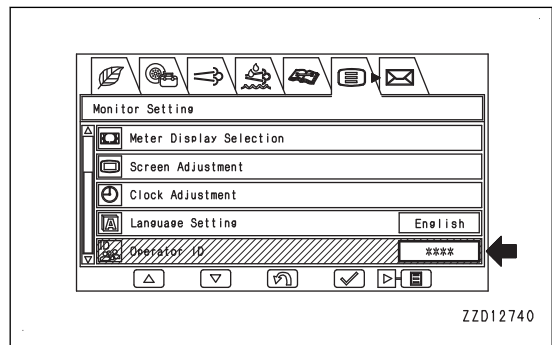 Monitor Setting
Meter Display Selection
Screen Adjustment
Clock Adjustment
Language Setting English
Operator ID ****
ZZD12740